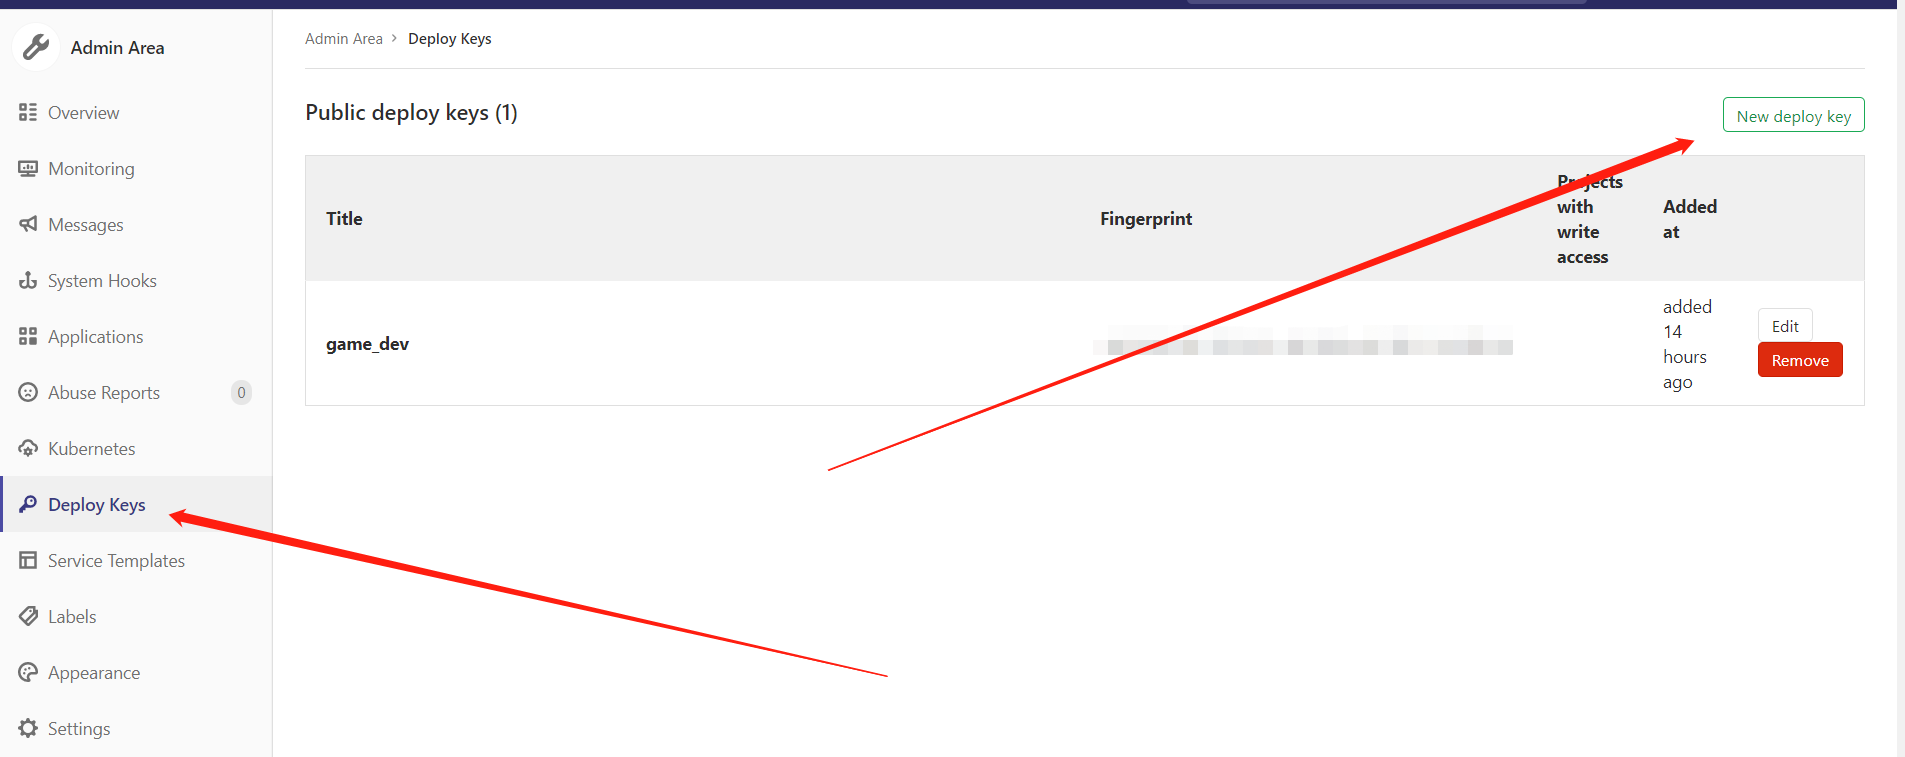 Admin Area
Overview
Monitoring
Messages
System Hooks
Applications
Abuse Reports 0
Kubernetes
Deploy Keys
Service Templates
Labels
Appearance
Settings
Admin Area > Deploy Keys
Public deploy keys (1)
New deploy key
Title
Fingerprint
Projects
with
write
access
Added
at
game_dev
added
14
hours
ago
Edit
Remove